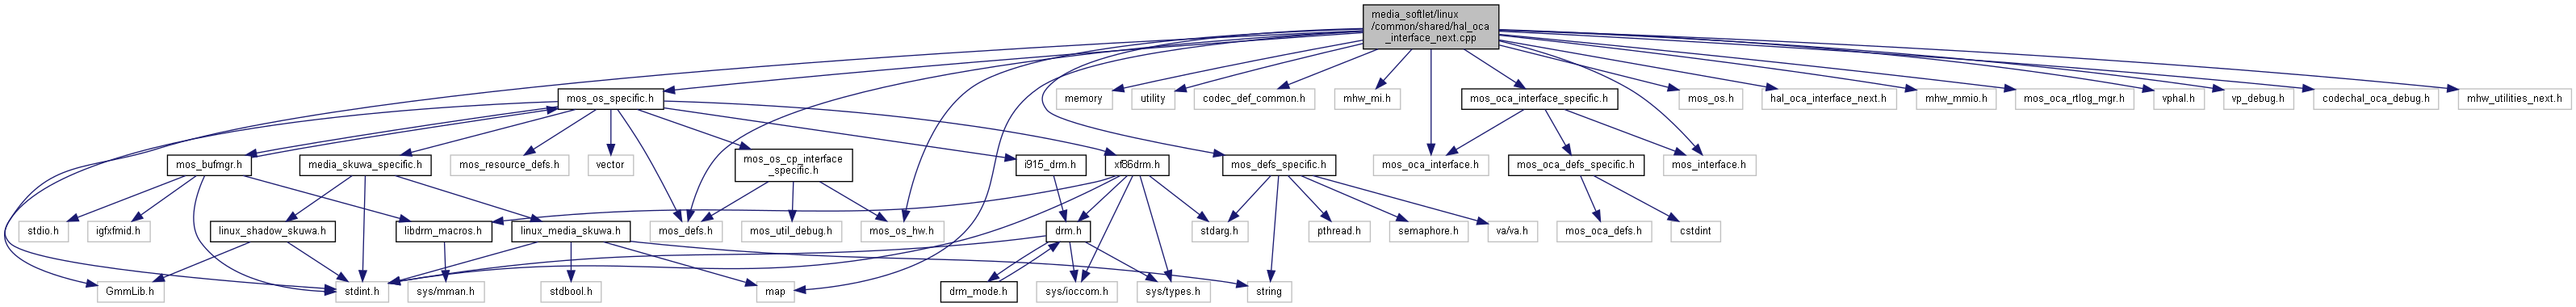 media_softlet/linux
/common/shared/hal_oca
_interface_next.cpp
mos_os_specific.h
memory
utility
codec_def_common.h
mhw_mi.h
mos_oca_interface_specific.h
mos_os.h
hal_oca_interface_next.h
mhw_mmio.h
mos_oca_rtlog_mgr.h
vphal.h
vp_debug.h
codechal_oca_debug.h
mhw_utilities_next.h
mos_bufmgr.h
media_skuwa_specific.h
mos_resource_defs.h
vector
mos_os_cp_interface
_specific.h
i915_drm.h
xf86drm.h
mos_defs_specific.h
mos_oca_interface.h
mos_oca_defs_specific.h
mos_interface.h
stdio.h
igfxfmid.h
linux_shadow_skuwa.h
libdrm_macros.h
linux_media_skuwa.h
mos_defs.h
mos_util_debug.h
mos_os_hw.h
drm.h
stdarg.h
pthread.h
semaphore.h
va/va.h
mos_oca_defs.h
cstdint
GmmLib.h
stdint.h
sys/mman.h
stdbool.h
map
drm_mode.h
sys/ioccom.h
sys/types.h
string